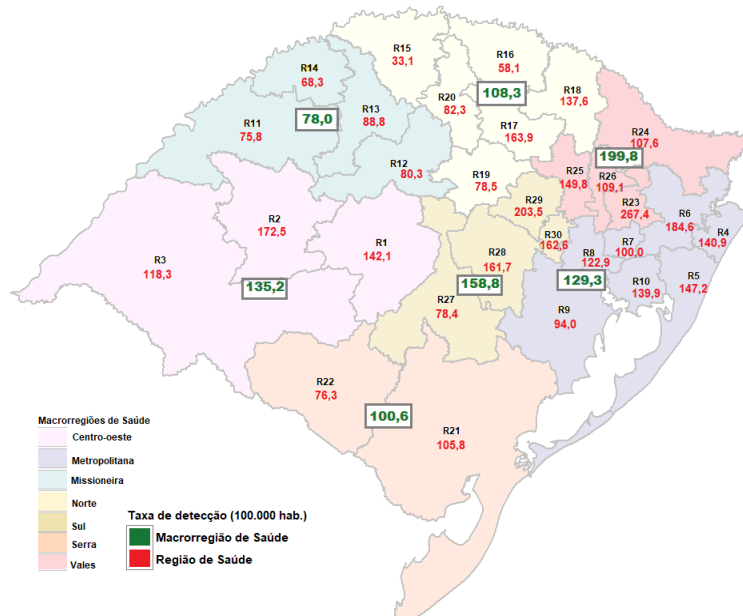 R15
33,1
R16
58,1
R14
68,3
R20
82,3
108,3
R18
137,6
R13
88,8
R11
75,8
78,0
R17
163,9
R24
107,6
199,8
R12
80,3
R19
78,5
R25
149,8
R26
109,1
R29
203,5
R23
267,4
R6
184,6
R4
140,9
R2
172,5
R1
142,1
R30
162,6
R7
100,0
R8
122,9
R3
118,3
R28
161,7
135,2
158,8
129,3
R10
139,9
R5
147,2
R27
78,4
R9
94,0
R22
76,3
100,6
R21
105,8
Macrorregiões de Saúde
Centro-oeste
Metropolitana
Missioneira
Norte
Sul
Serra
Vales
Taxa de detecção (100.000 hab.)
Macrorregião de Saúde
Região de Saúde